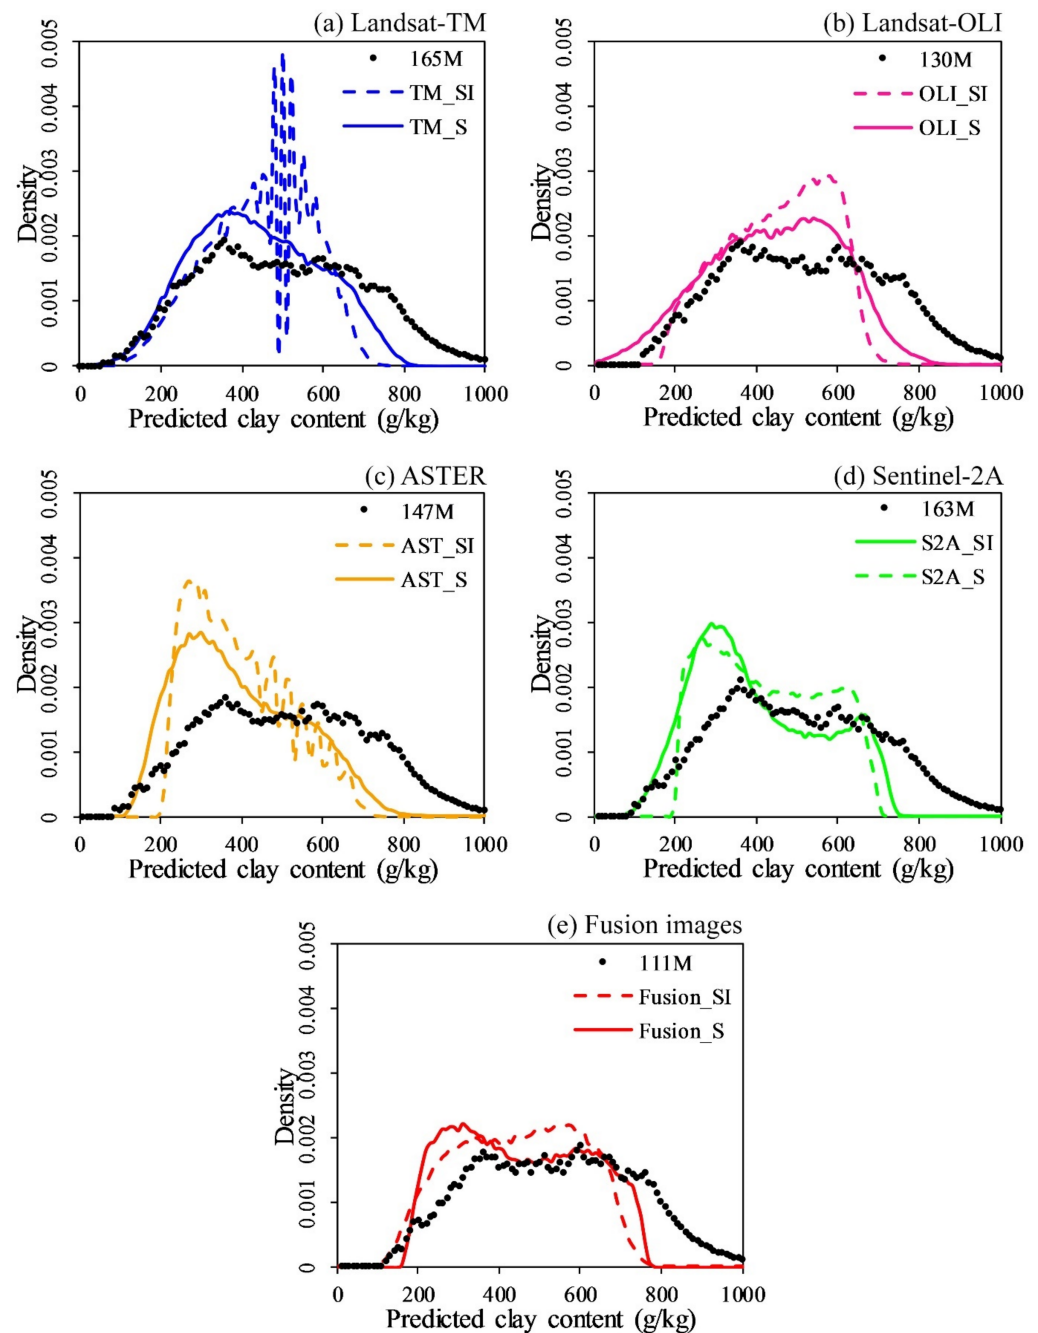 (a) Landsat-TM
0.005
0.004
0.003
0.002
0.001
0
Density
165M
TM_SI
TM_S
0 200 400 600 800 1000
Predicted clay content (g/kg)
(b) Landsat-OLI
0.005
0.004
0.003
0.002
0.001
0
Density
130M
OLI_SI
OLI_S
0 200 400 600 800 1000
Predicted clay content (g/kg)
(c) ASTER
0.005
0.004
0.003
0.002
0.001
0
Density
147M
AST_SI
AST_S
0 200 400 600 800 1000
Predicted clay content (g/kg)
(d) Sentinel-2A
0.005
0.004
0.003
0.002
0.001
0
Density
163M
S2A_SI
S2A_S
0 200 400 600 800 1000
Predicted clay content (g/kg)
(e) Fusion images
0.005
0.004
0.003
0.002
0.001
0
Density
111M
Fusion_SI
Fusion_S
0 200 400 600 800 1000
Predicted clay content (g/kg)